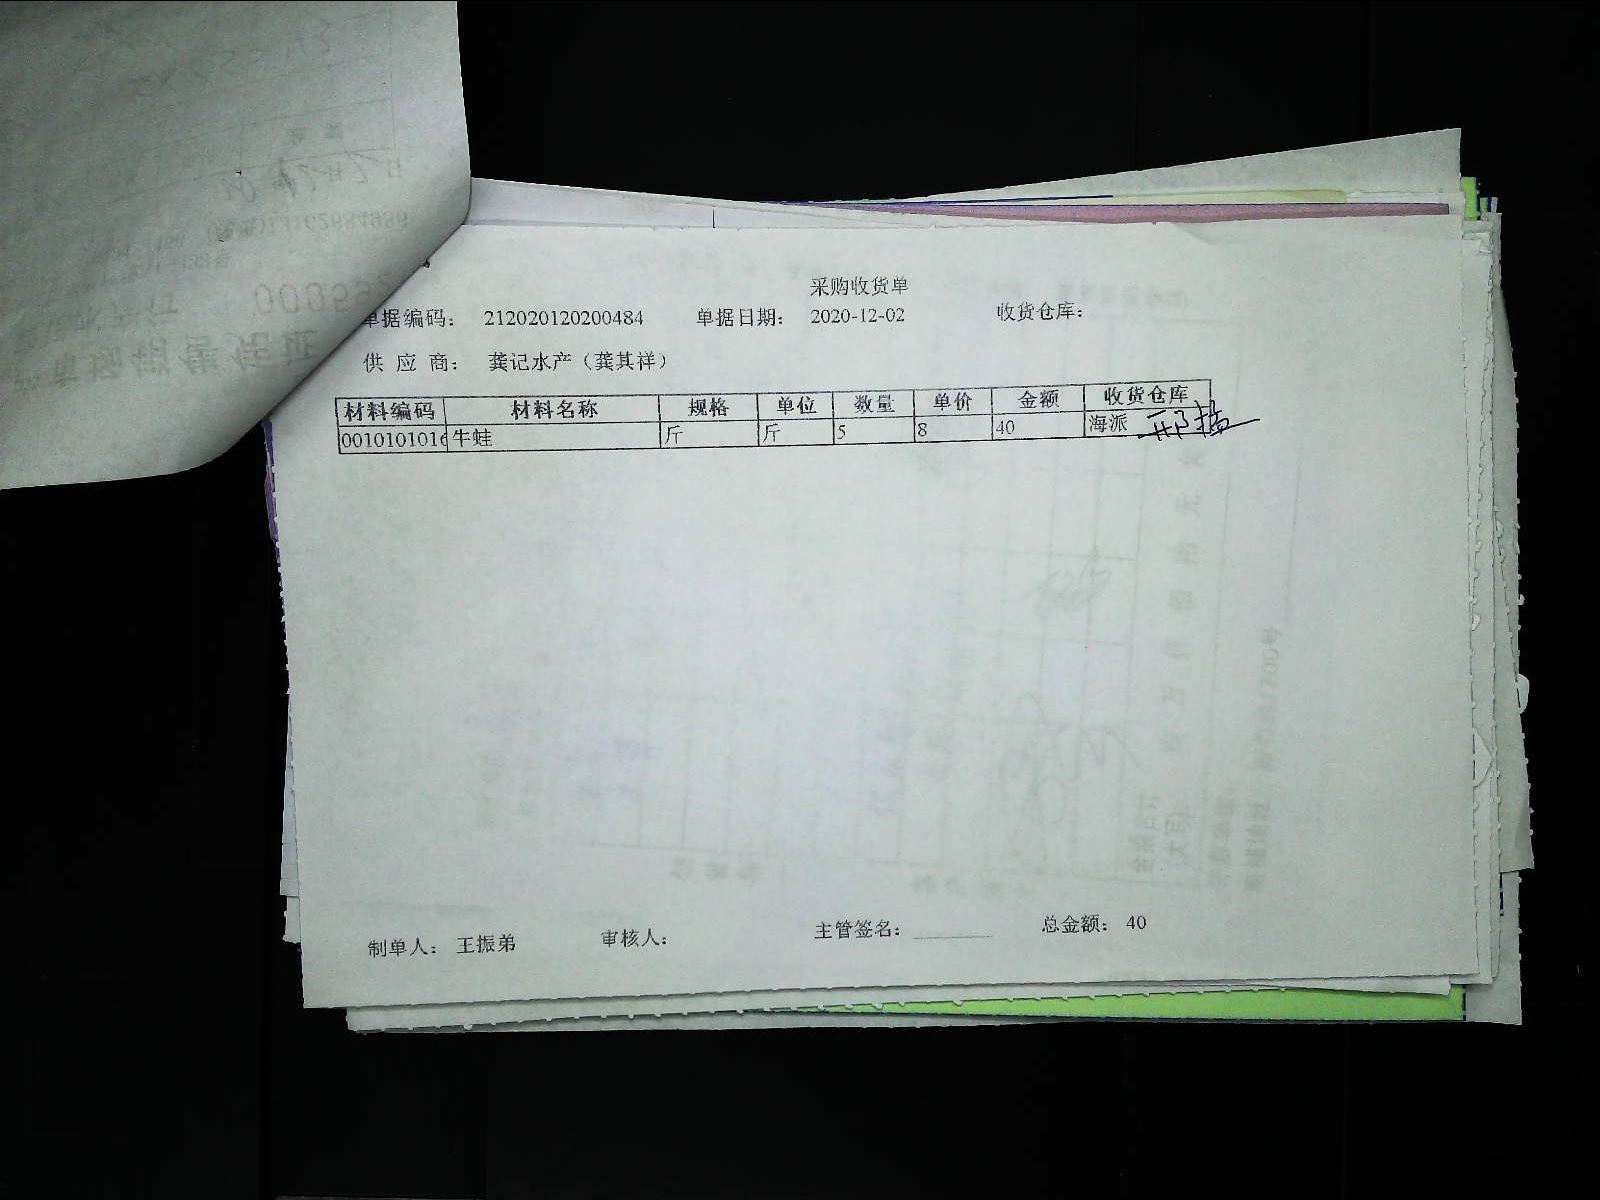 采购收货单
单据编码： 212020120200484 单据日期： 2020-12-02 收货仓库：
供 应 商： 龚记水产（龚其祥）
材料编码 材料名称 规格 单位 数量 单价 金额 收货仓库
001010101 牛蛙 斤 斤 5 8 40 海派
制单人： 王振弟 审核人： 主管签名： 总金额： 40